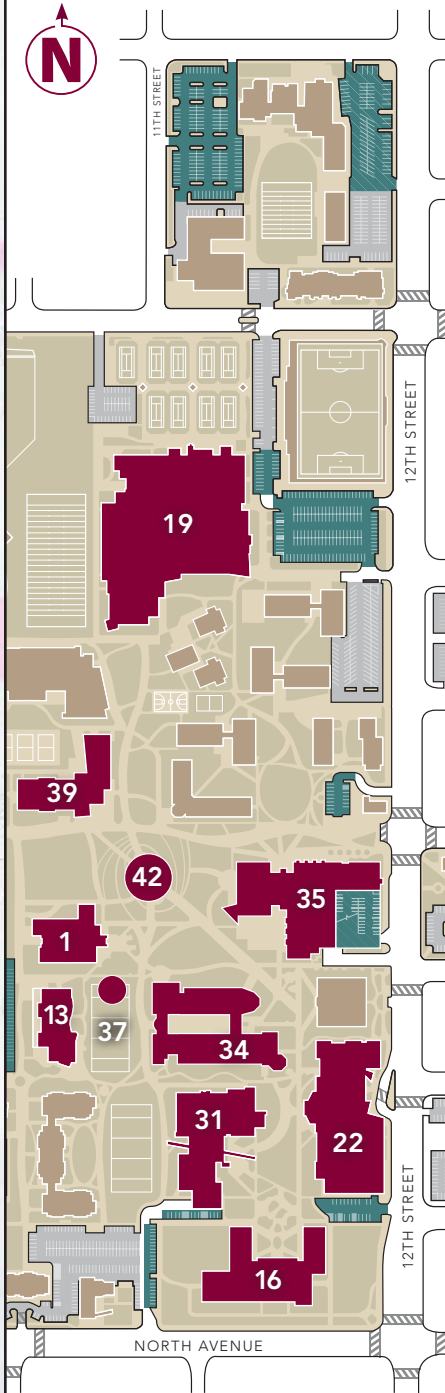 N
11TH STREET
12TH STREET
19
39
42
35
1
13
37
34
31
22
12TH STREET
16
NORTH AVENUE